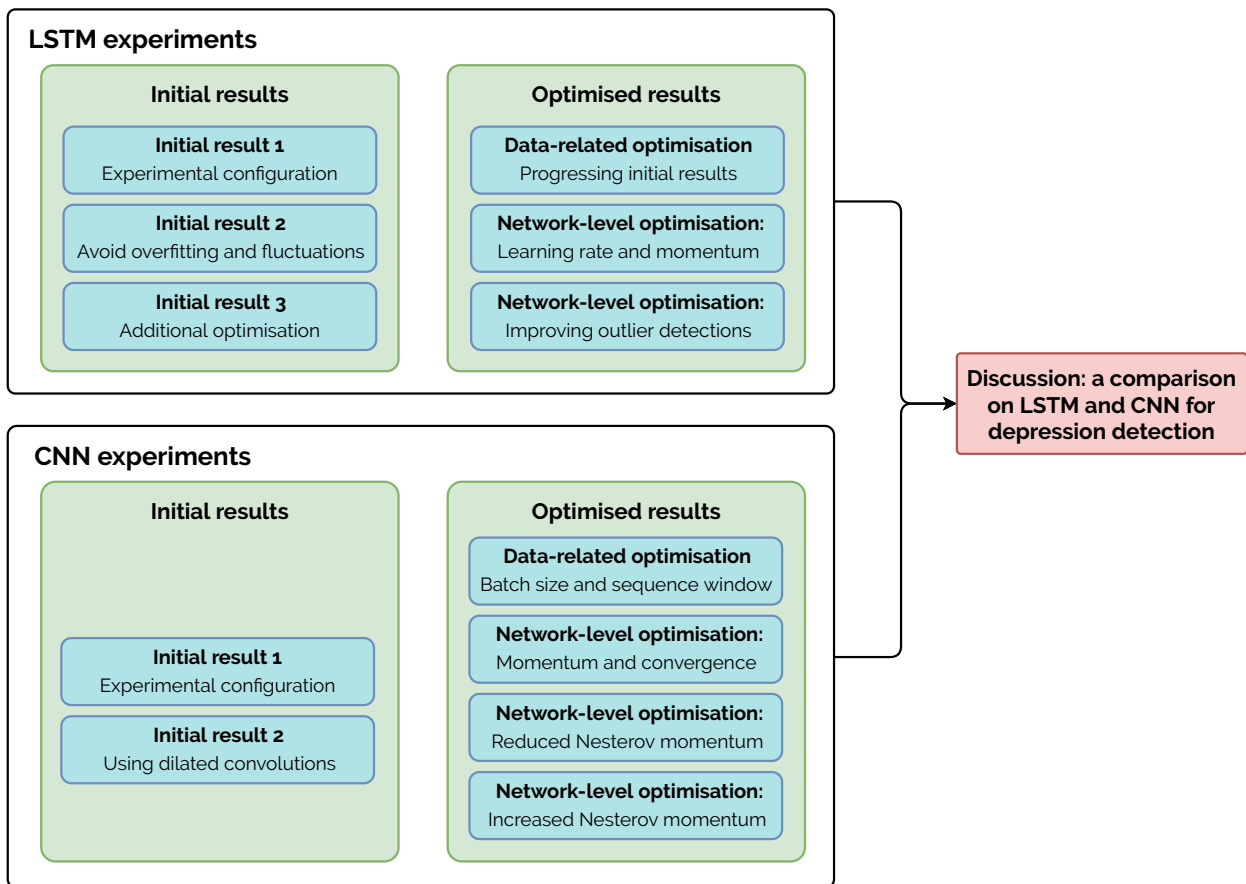 LSTM experiments
Initial results
Initial result 1
Experimental configuration
Initial result 2
Avoid overfitting and fluctuations
Initial result 3
Additional optimisation
Optimised results
Data-related optimisation
Progressing initial results
Network-level optimisation:
Learning rate and momentum
Network-level optimisation:
Improving outlier detections
CNN experiments
Initial results
Initial result 1
Experimental configuration
Initial result 2
Using dilated convolutions
Optimised results
Data-related optimisation
Batch size and sequence window
Network-level optimisation:
Momentum and convergence
Network-level optimisation:
Reduced Nesterov momentum
Network-level optimisation:
Increased Nesterov momentum
Discussion: a comparison
on LSTM and CNN for
depression detection